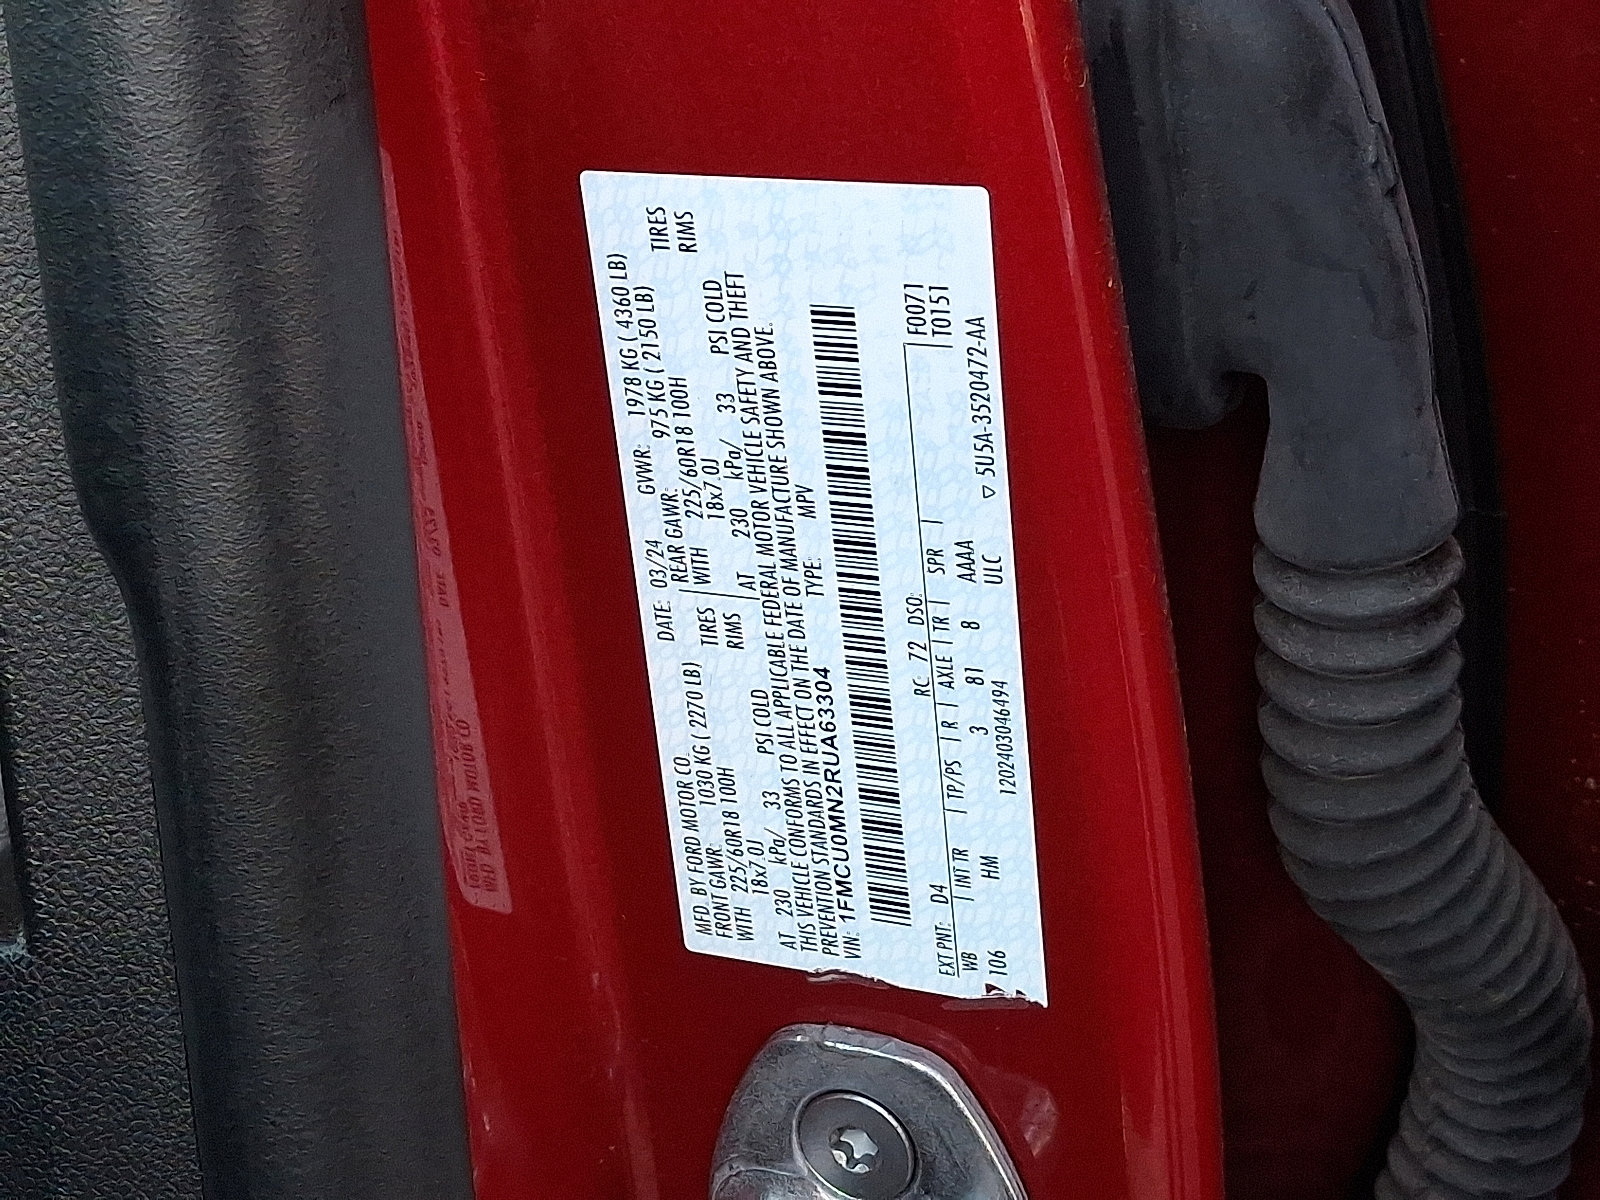 MFD BY FORD MOTOR CO. DATE: 03/24 GVWR: 1978 KG ( 4360 LB)
FRONT GAWR: 1030 KG ( 2270 LB) REAR GAWR: 975 KG ( 2150 LB)
WITH 225/60R18 100H TIRES WITH 225/60R18 100H TIRES
18x7.0J RIMS 18x7.0J RIMS
AT 230 kPa/ 33 PSI COLD AT 230 kPa/ 33 PSI COLD
THIS VEHICLE CONFORMS TO ALL APPLICABLE FEDERAL MOTOR VEHICLE SAFETY AND THEFT
PREVENTION STANDARDS IN EFFECT ON THE DATE OF MANUFACTURE SHOWN ABOVE.
VIN: 1FMCU0MN2RUA63304 TYPE: MPV
EXT PNT: D4 RC: 72 DSO: F0071
WB INT TR TP/PS R AXLE TR SPR T0151
106 HM 3 81 8 AAAA
1202403046494 ULC ▽ 5U5A-3520472-AA